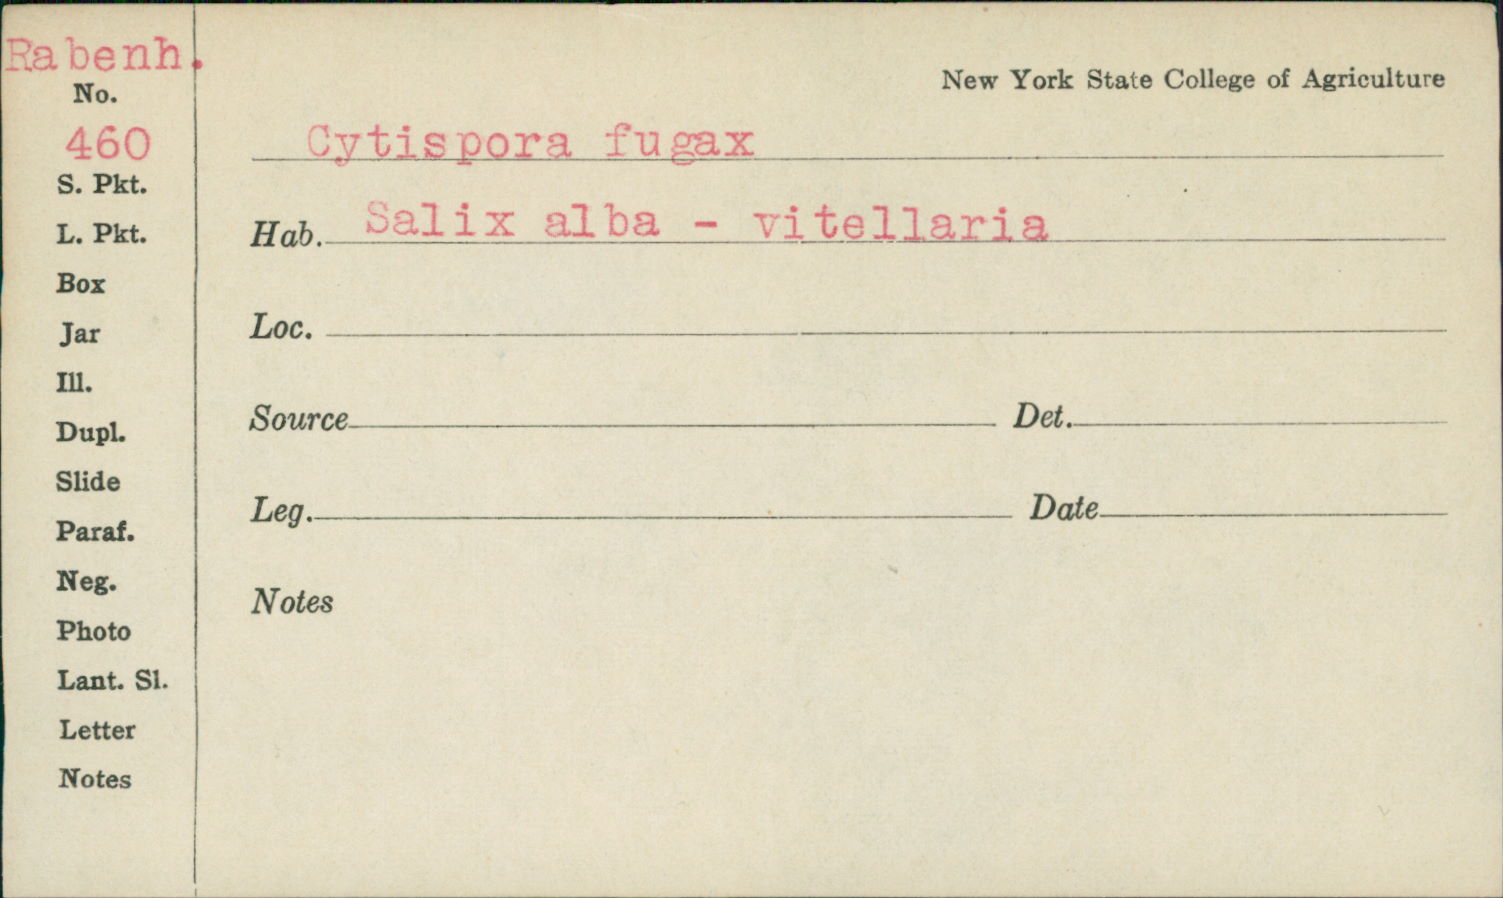 Rabenh.
No.
460
S. Pkt.
L. Pkt.
Box
Jar
Ill.
Dupl.
Slide
Paraf.
Neg.
Photo
Lant. Sl.
Letter
Notes
New York State College of Agriculture
Cytispora fugax
Hab. Salix alba - vitellaria
Loc.
Source Det.
Leg. Date
Notes